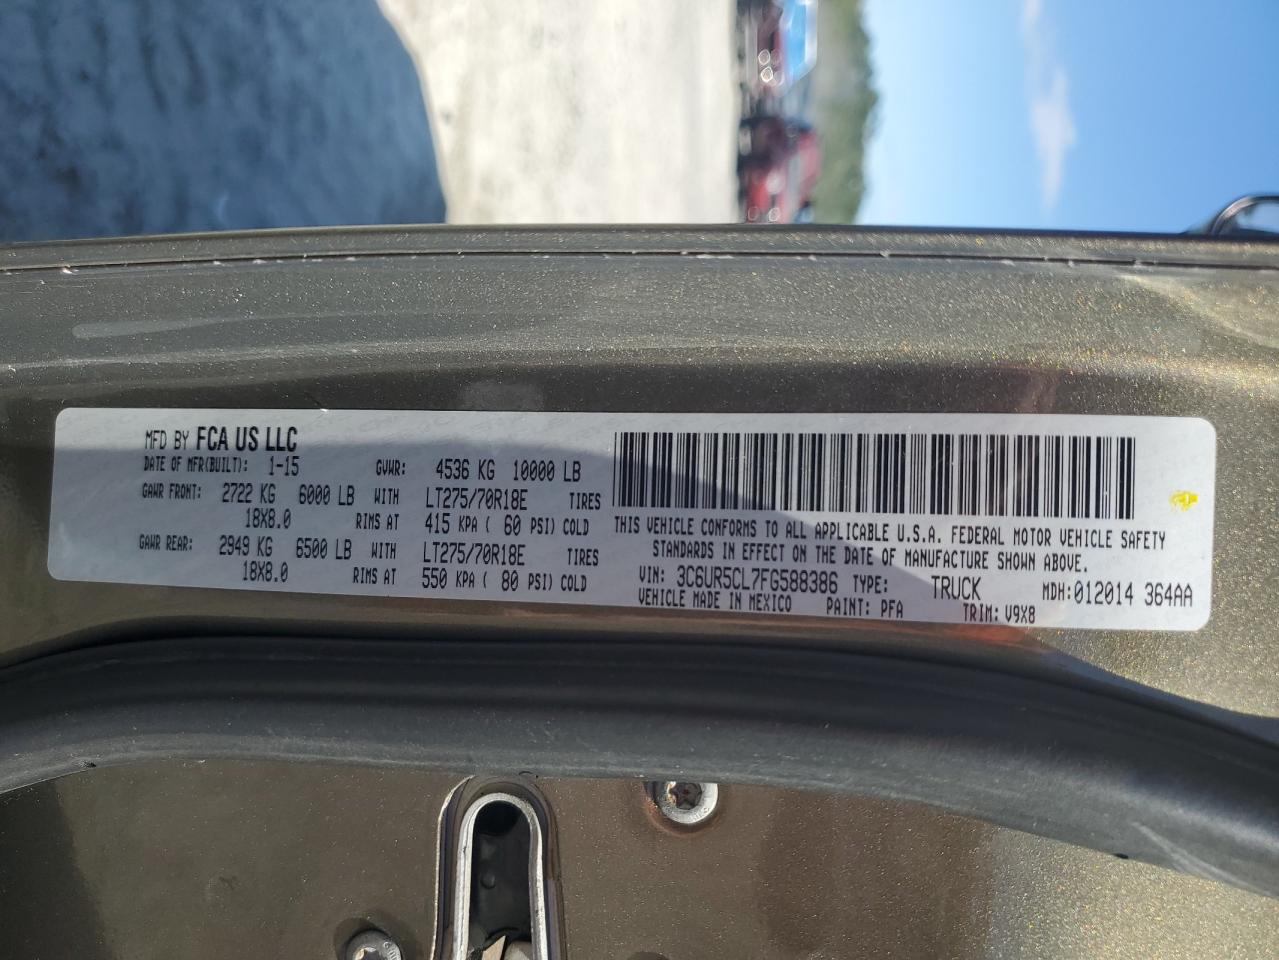 MFD BY FCA US LLC
DATE OF MFR(BUILT): 1-15 GVWR: 4536 KG 10000 LB
GAWR FRONT: 2722 KG 6000 LB WITH LT275/70R18E TIRES
18X8.0 RIMS AT 415 KPA ( 60 PSI) COLD
GAWR REAR: 2949 KG 6500 LB WITH LT275/70R18E TIRES
18X8.0 RIMS AT 550 KPA ( 80 PSI) COLD
THIS VEHICLE CONFORMS TO ALL APPLICABLE U.S.A. FEDERAL MOTOR VEHICLE SAFETY
STANDARDS IN EFFECT ON THE DATE OF MANUFACTURE SHOWN ABOVE.
VIN: 3C6UR5CL7FG588386 TYPE: TRUCK MDH:012014 364AA
VEHICLE MADE IN MEXICO PAINT: PFA TRIM: V9X8